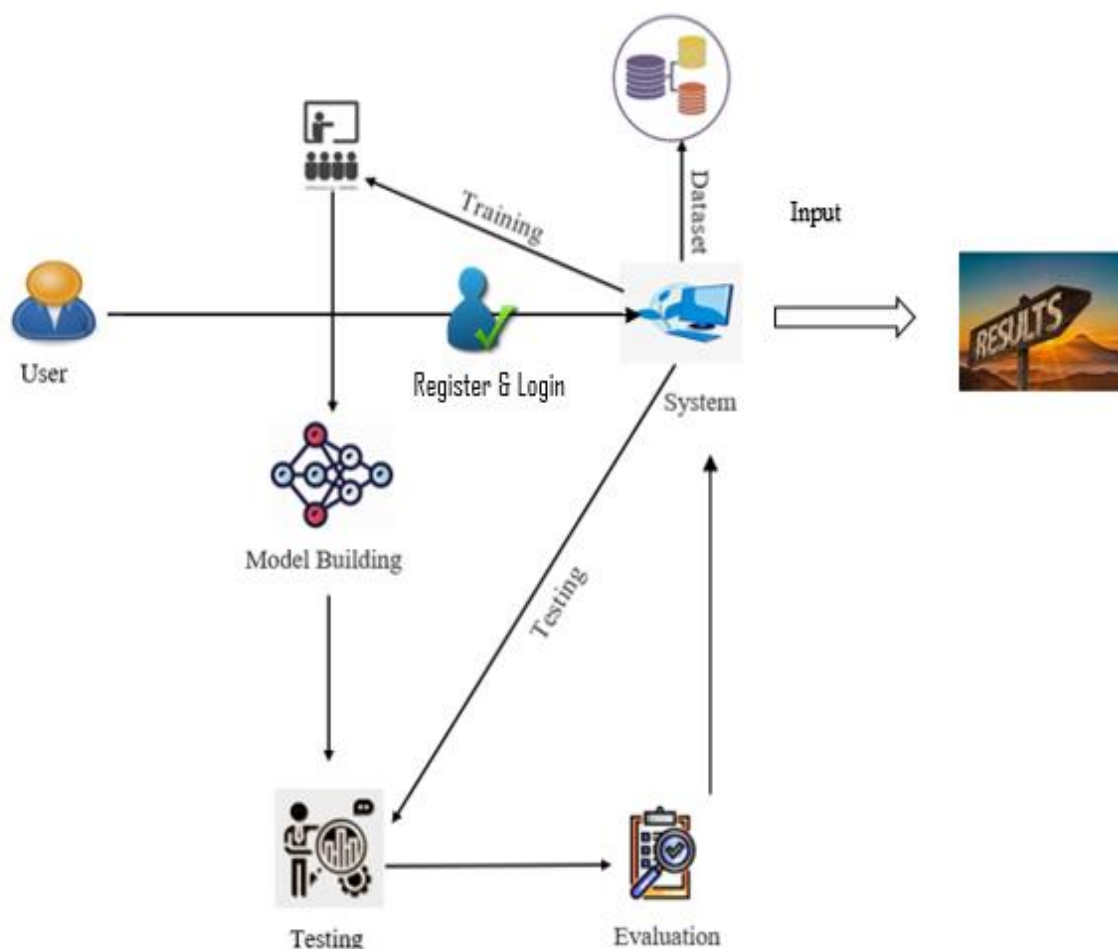 Dataset
Input
Training
RESULTS
User
Register & Login
System
Model Building
Testing
Testing
Evaluation